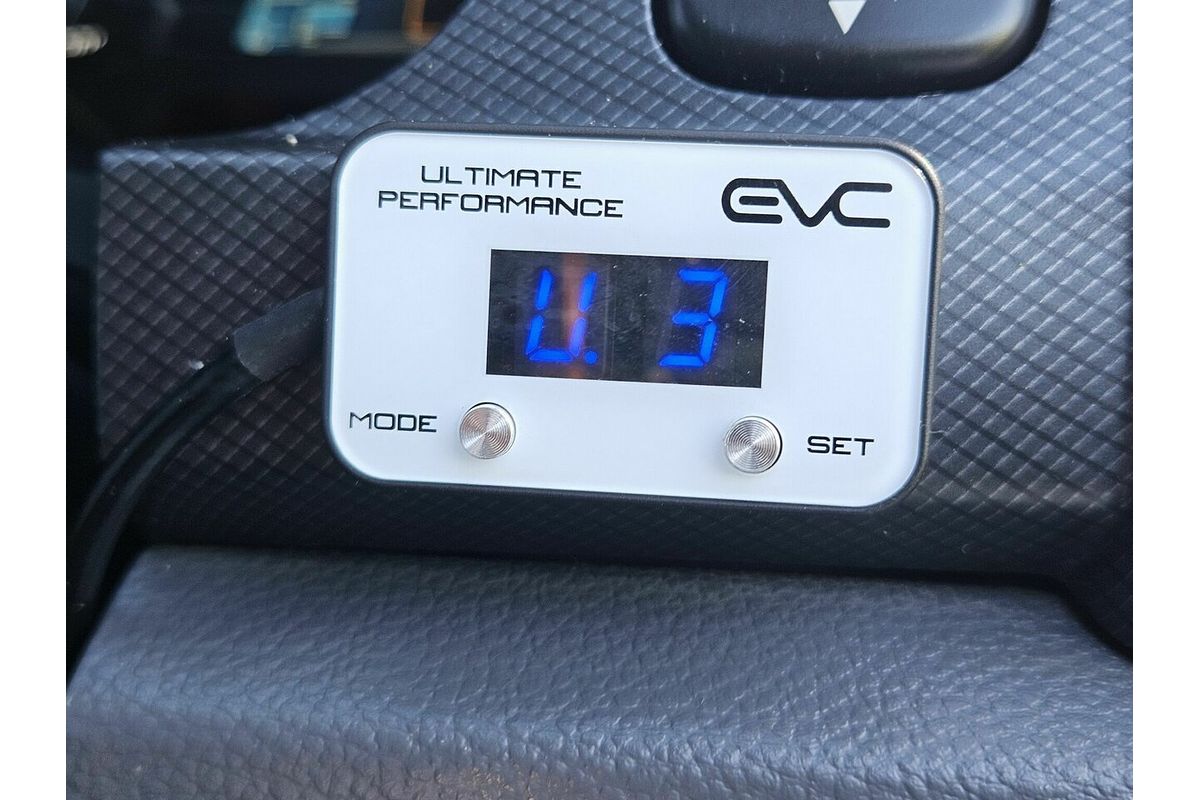 ULTIMATE
PERFORMANCE
EVC
U. 3
MODE
SET